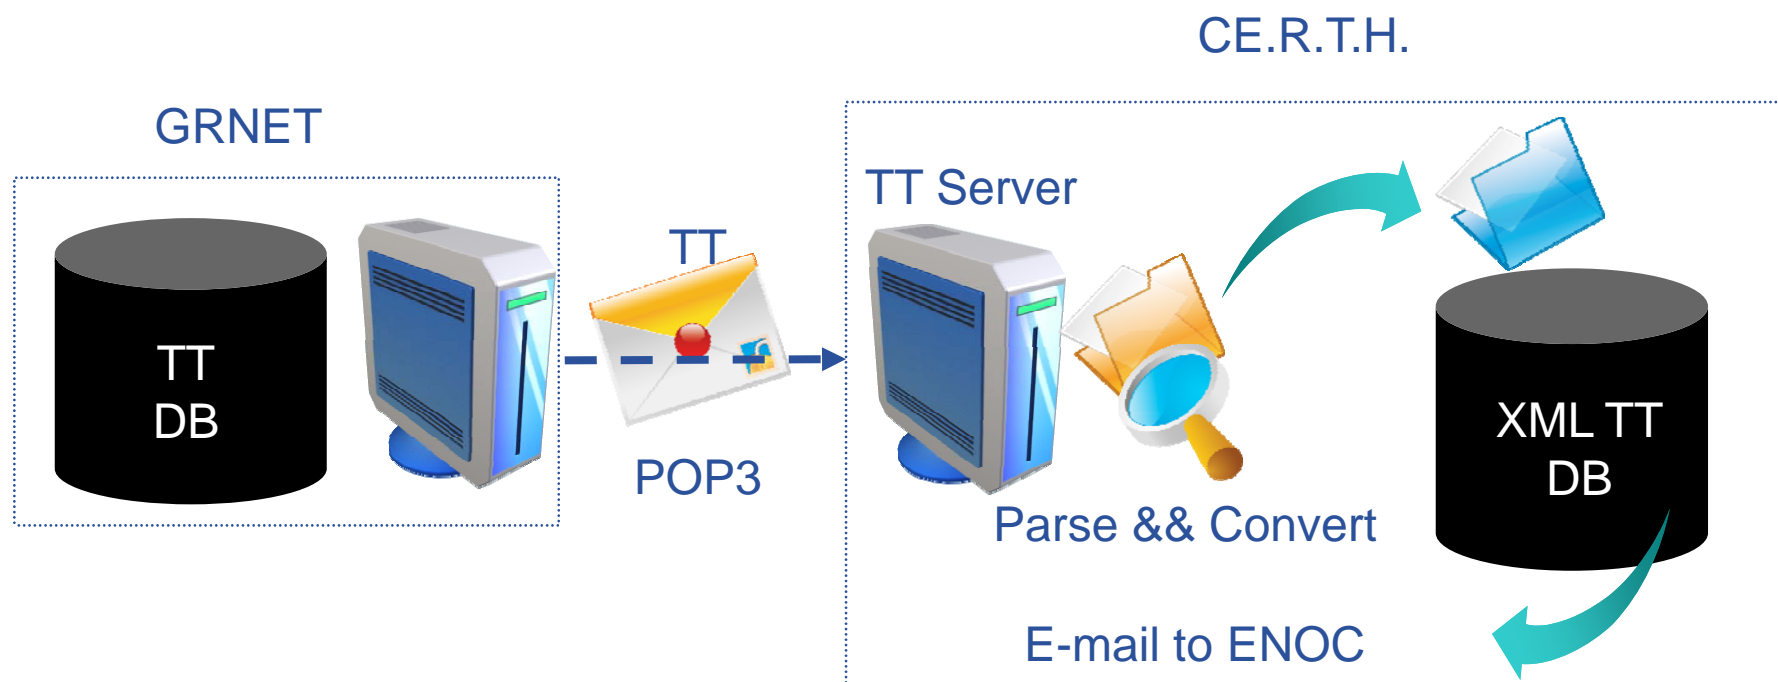 CE.R.T.H.
GRNET
TT Server
TT
TT
DB
POP3
XML TT
DB
Parse && Convert
E-mail to ENOC